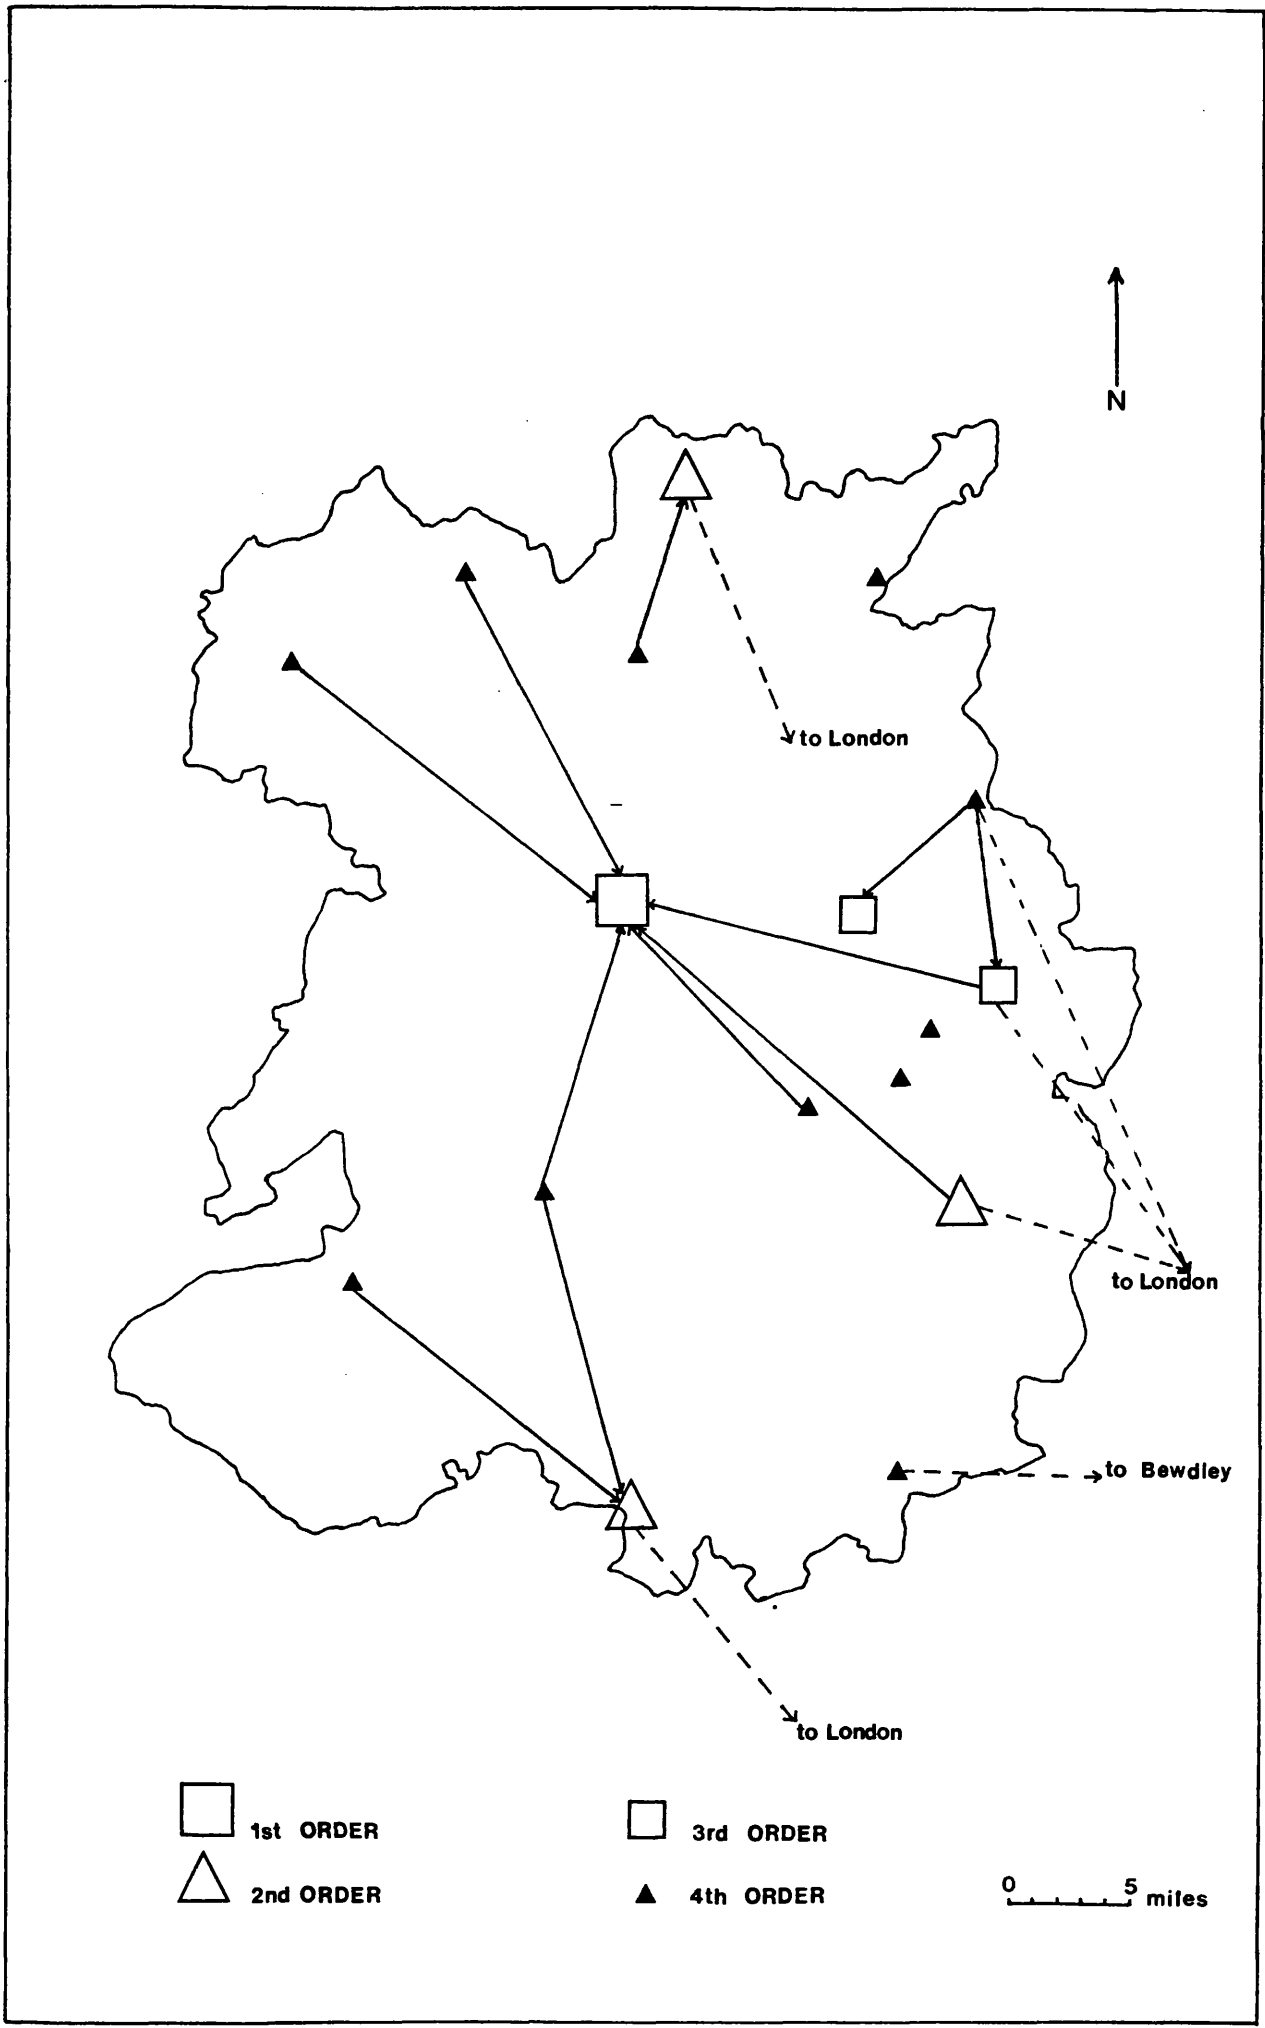 N
to London
to London
to Bewdley
to London
1st ORDER
3rd ORDER
2nd ORDER
4th ORDER
0 5 miles